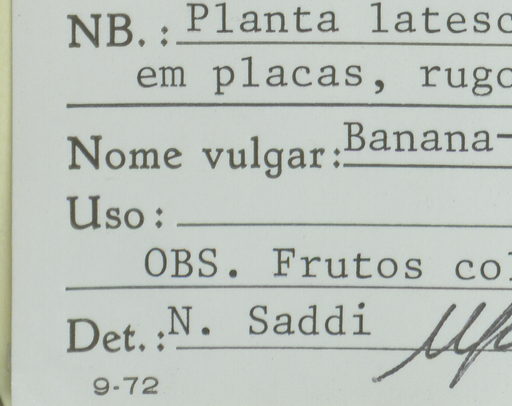 NB.: Planta latesc
em placas, rugo
Nome vulgar: Banana-
Uso:
OBS. Frutos co
Det.: N. Saddi
9-72